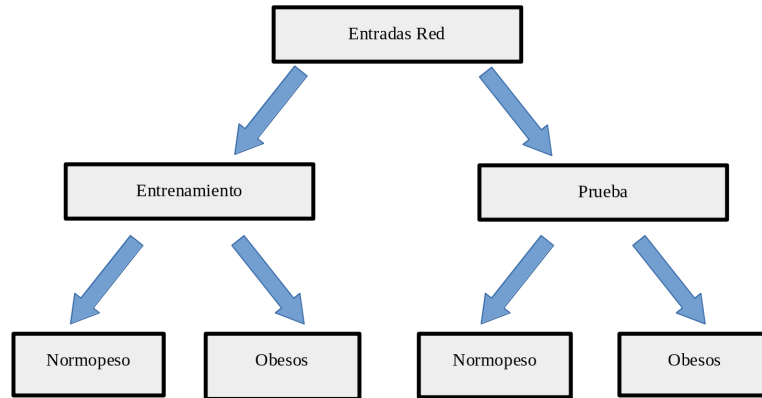 Entradas Red
Entrenamiento
Prueba
Normopeso
Obesos
Normopeso
Obesos